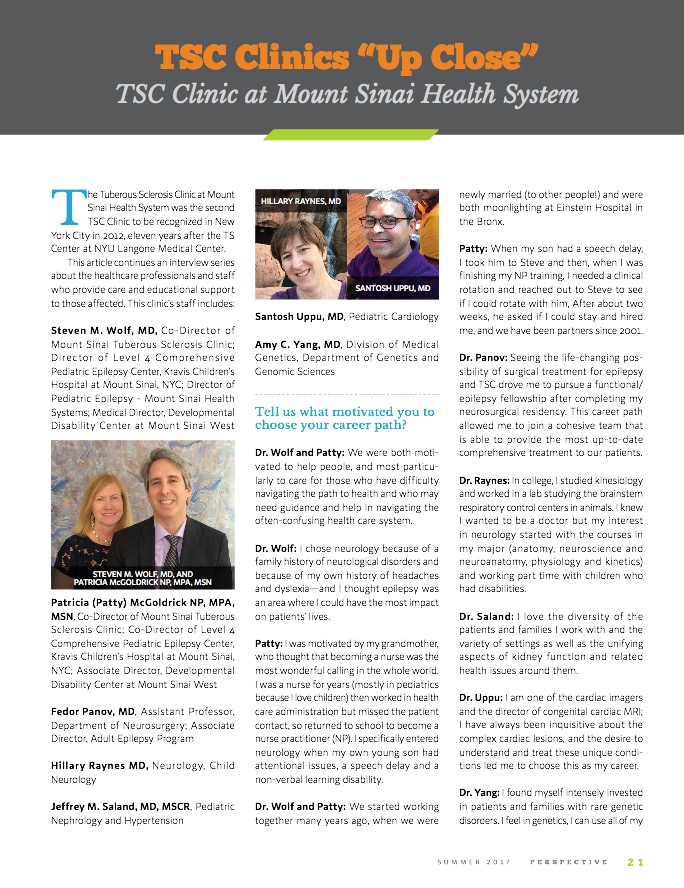 TSC Clinics “Up Close”
TSC Clinic at Mount Sinai Health System
The Tuberous Sclerosis Clinic at Mount
Sinai Health System was the second
TSC Clinic to be recognized in New
York City in 2012, eleven years after the TS
Center at NYU Langone Medical Center.
This article continues an interview series
about the healthcare professionals and staff
who provide care and educational support
to those affected. This clinic’s staff includes:
Steven M. Wolf, MD, Co-Director of
Mount Sinai Tuberous Sclerosis Clinic;
Director of Level 4 Comprehensive
Pediatric Epilepsy Center, Kravis Children’s
Hospital at Mount Sinai, NYC; Director of
Pediatric Epilepsy - Mount Sinai Health
Systems; Medical Director, Developmental
Disability Center at Mount Sinai West
STEVEN M. WOLF, MD, AND
PATRICIA McGOLDRICK NP, MPA, MSN
Patricia (Patty) McGoldrick NP, MPA,
MSN, Co-Director of Mount Sinai Tuberous
Sclerosis Clinic; Co-Director of Level 4
Comprehensive Pediatric Epilepsy Center,
Kravis Children’s Hospital at Mount Sinai,
NYC; Associate Director, Developmental
Disability Center at Mount Sinai West
Fedor Panov, MD, Assistant Professor,
Department of Neurosurgery; Associate
Director, Adult Epilepsy Program
Hillary Raynes MD, Neurology, Child
Neurology
Jeffrey M. Saland, MD, MSCR, Pediatric
Nephrology and Hypertension
HILLARY RAYNES, MD
SANTOSH UPPU, MD
Santosh Uppu, MD, Pediatric Cardiology
Amy C. Yang, MD, Division of Medical
Genetics, Department of Genetics and
Genomic Sciences
Tell us what motivated you to
choose your career path?
Dr. Wolf and Patty: We were both moti-
vated to help people, and most particu-
larly to care for those who have difficulty
navigating the path to health and who may
need guidance and help in navigating the
often-confusing health care system.
Dr. Wolf: I chose neurology because of a
family history of neurological disorders and
because of my own history of headaches
and dyslexia—and I thought epilepsy was
an area where I could have the most impact
on patients’ lives.
Patty: I was motivated by my grandmother,
who thought that becoming a nurse was the
most wonderful calling in the whole world.
I was a nurse for years (mostly in pediatrics
because I love children) then worked in health
care administration but missed the patient
contact, so returned to school to become a
nurse practitioner (NP). I specifically entered
neurology when my own young son had
attentional issues, a speech delay and a
non-verbal learning disability.
Dr. Wolf and Patty: We started working
together many years ago, when we were
newly married (to other people!) and were
both moonlighting at Einstein Hospital in
the Bronx.
Patty: When my son had a speech delay,
I took him to Steve and then, when I was
finishing my NP training, I needed a clinical
rotation and reached out to Steve to see
if I could rotate with him, After about two
weeks, he asked if I could stay and hired
me, and we have been partners since 2001.
Dr. Panov: Seeing the life-changing pos-
sibility of surgical treatment for epilepsy
and TSC drove me to pursue a functional/
epilepsy fellowship after completing my
neurosurgical residency. This career path
allowed me to join a cohesive team that
is able to provide the most up-to-date
comprehensive treatment to our patients.
Dr. Raynes: In college, I studied kinesiology
and worked in a lab studying the brainstem
respiratory control centers in animals. I knew
I wanted to be a doctor but my interest
in neurology started with the courses in
my major (anatomy, neuroscience and
neuroanatomy, physiology and kinetics)
and working part time with children who
had disabilities.
Dr. Saland: I love the diversity of the
patients and families I work with and the
variety of settings as well as the unifying
aspects of kidney function and related
health issues around them.
Dr. Uppu: I am one of the cardiac imagers
and the director of congenital cardiac MRI;
I have always been inquisitive about the
complex cardiac lesions, and the desire to
understand and treat these unique condi-
tions led me to choose this as my career.
Dr. Yang: I found myself intensely invested
in patients and families with rare genetic
disorders. I feel in genetics, I can use all of my
SUMMER 2017 PERSPECTIVE 21